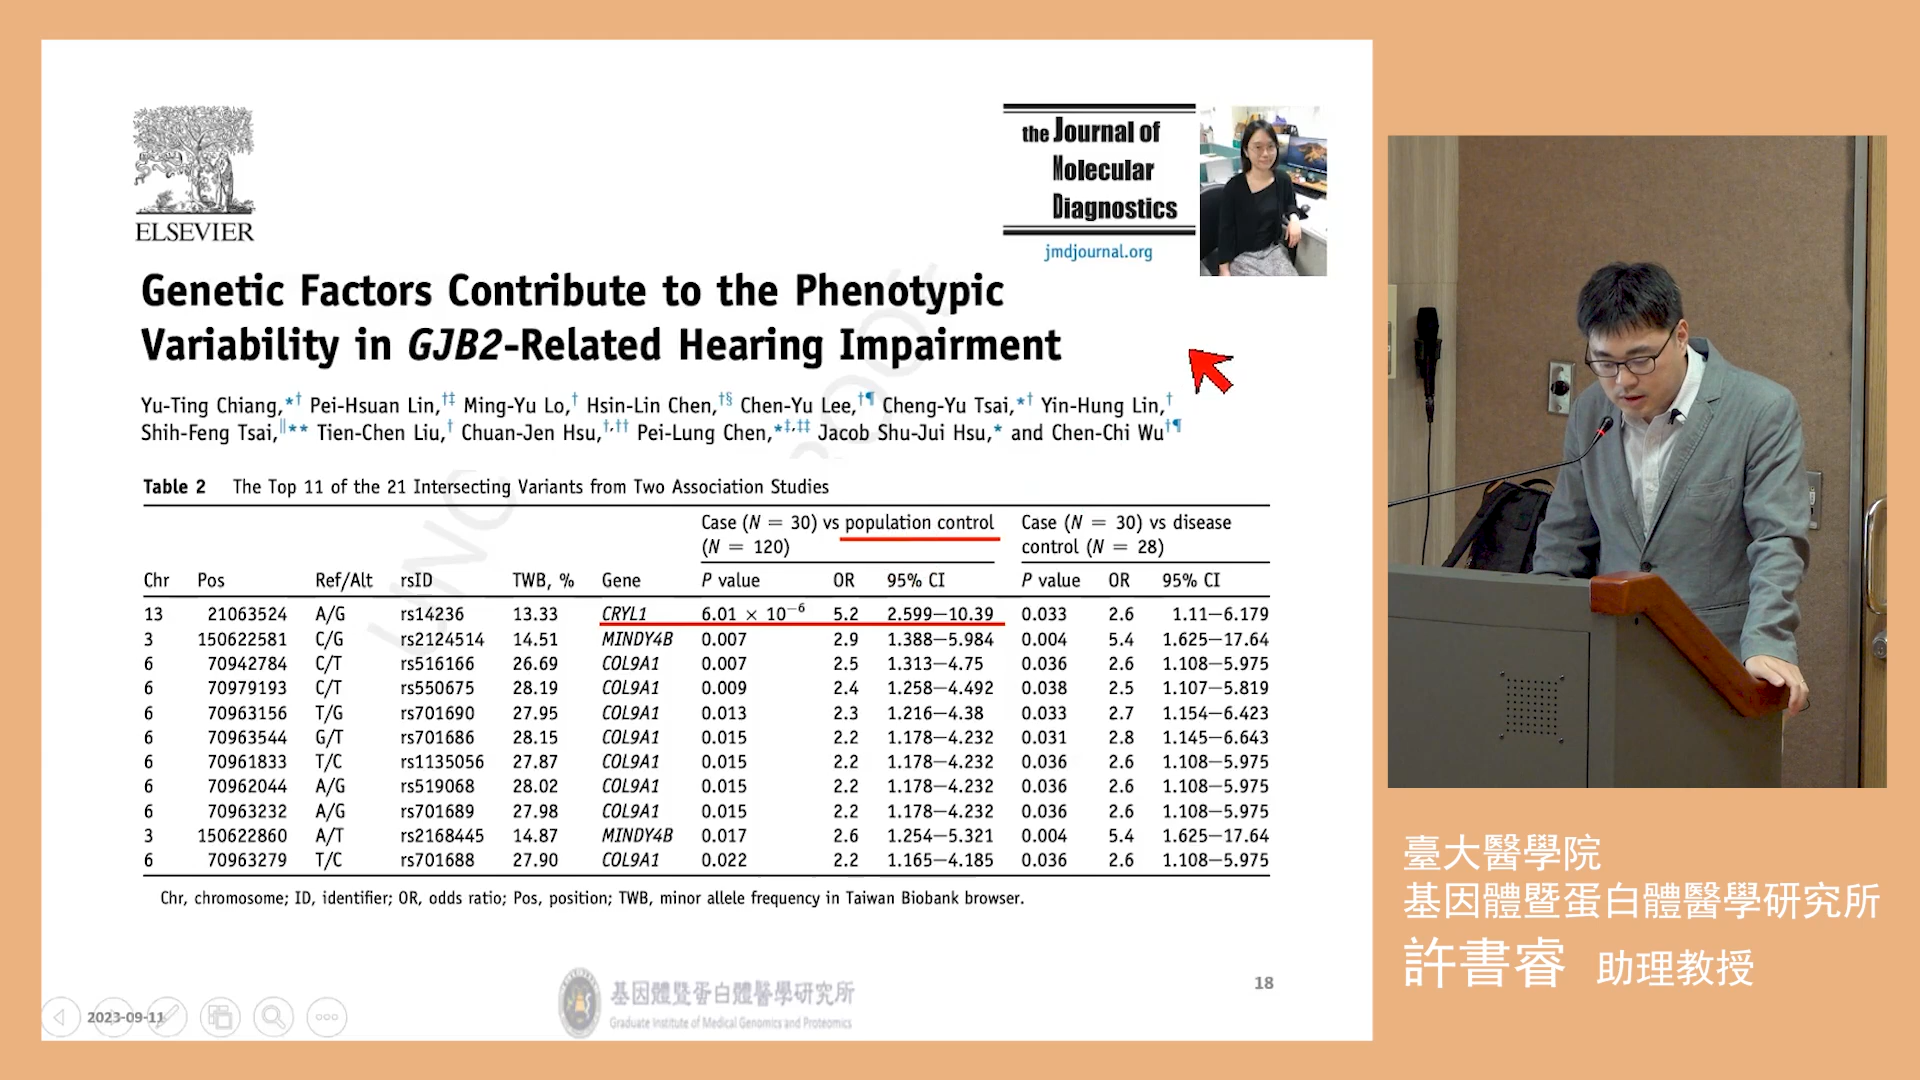 ELSEVIER
the Journal of
Molecular
Diagnostics
jmdjournal.org
Genetic Factors Contribute to the Phenotypic
Variability in GJB2-Related Hearing Impairment
Yu-Ting Chiang,*† Pei-Hsuan Lin,†‡ Ming-Yu Lo,† Hsin-Lin Chen,†§ Chen-Yu Lee,†¶ Cheng-Yu Tsai,*† Yin-Hung Lin,†
Shih-Feng Tsai,‖** Tien-Chen Liu,† Chuan-Jen Hsu,†,†† Pei-Lung Chen,*‡,‡‡ Jacob Shu-Jui Hsu,* and Chen-Chi Wu†¶
Table 2 The Top 11 of the 21 Intersecting Variants from Two Association Studies
Case (N = 30) vs population control (N = 120) Case (N = 30) vs disease control (N = 28)
Chr Pos Ref/Alt rsID TWB, % Gene P value OR 95% CI P value OR 95% CI
13 21063524 A/G rs14236 13.33 CRYL1 6.01 × 10−6 5.2 2.599–10.39 0.033 2.6 1.11–6.179
3 150622581 C/G rs2124514 14.51 MINDY4B 0.007 2.9 1.388–5.984 0.004 5.4 1.625–17.64
6 70942784 C/T rs516166 26.69 COL9A1 0.007 2.5 1.313–4.75 0.036 2.6 1.108–5.975
6 70979193 C/T rs550675 28.19 COL9A1 0.009 2.4 1.258–4.492 0.038 2.5 1.107–5.819
6 70963156 T/G rs701690 27.95 COL9A1 0.013 2.3 1.216–4.38 0.033 2.7 1.154–6.423
6 70963544 G/T rs701686 28.15 COL9A1 0.015 2.2 1.178–4.232 0.031 2.8 1.145–6.643
6 70961833 T/C rs1135056 27.87 COL9A1 0.015 2.2 1.178–4.232 0.036 2.6 1.108–5.975
6 70962044 A/G rs519068 28.02 COL9A1 0.015 2.2 1.178–4.232 0.036 2.6 1.108–5.975
6 70963232 A/G rs701689 27.98 COL9A1 0.015 2.2 1.178–4.232 0.036 2.6 1.108–5.975
3 150622860 A/T rs2168445 14.87 MINDY4B 0.017 2.6 1.254–5.321 0.004 5.4 1.625–17.64
6 70963279 T/C rs701688 27.90 COL9A1 0.022 2.2 1.165–4.185 0.036 2.6 1.108–5.975
Chr, chromosome; ID, identifier; OR, odds ratio; Pos, position; TWB, minor allele frequency in Taiwan Biobank browser.
2023-09-11
基因體暨蛋白體醫學研究所
Graduate Institute of Medical Genomics and Proteomics
18
臺大醫學院
基因體暨蛋白體醫學研究所
許書睿 助理教授